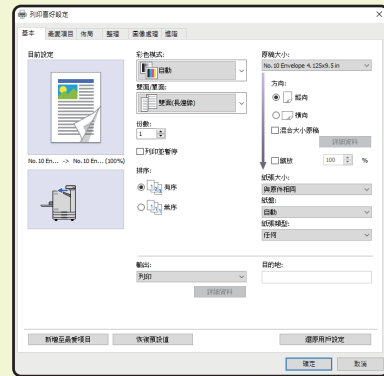 列印喜好設定
基本 最愛項目 佈局 整理 圖像處理 進階
目前設定
No. 10 En... -> No. 10 En... (100%)
彩色模式:
自動
雙面/單面:
雙面(長邊裝)
份數:
1
列印並暫停
排序:
有序
無序
原稿大小:
No. 10 Envelope 4.125x9.5 in
方向:
縱向
橫向
混合大小原稿
詳細資料
縮放 100 %
紙張大小:
與原件相同
紙盤:
自動
紙張類型:
任何
輸出:
列印
詳細資料
目的地:
新增至最愛項目 恢復預設值 還原用戶設定
確定 取消